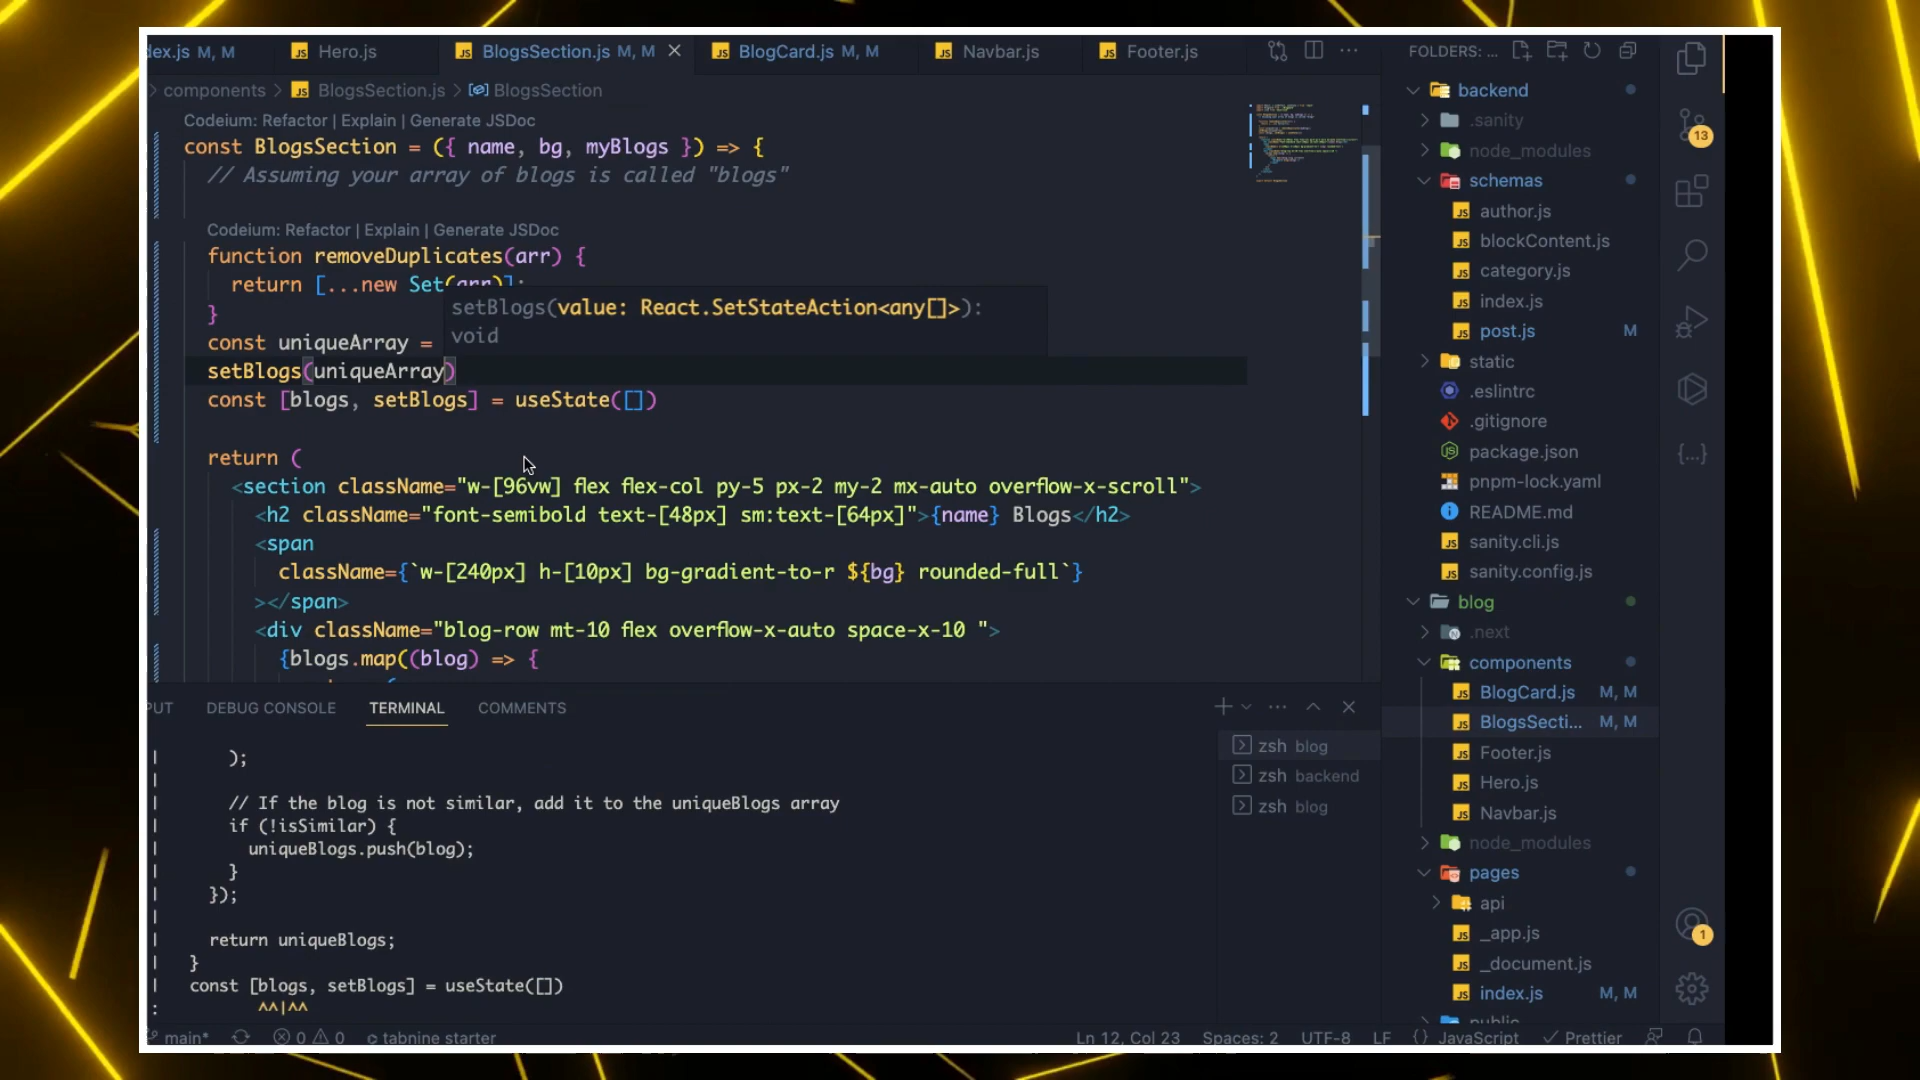 dex.js M, M
Hero.js
BlogsSection.js M, M
BlogCard.js M, M
Navbar.js
Footer.js
FOLDERS: ...
components > BlogsSection.js > BlogsSection
Codeium: Refactor | Explain | Generate JSDoc
const BlogsSection = ({ name, bg, myBlogs }) => {
// Assuming your array of blogs is called "blogs"
Codeium: Refactor | Explain | Generate JSDoc
function removeDuplicates(arr) {
return [...new Set(arr)];
}
const uniqueArray =
setBlogs(value: React.SetStateAction<any[]>):
void
setBlogs(uniqueArray)
const [blogs, setBlogs] = useState([])
return (
<section className="w-[96vw] flex flex-col py-5 px-2 my-2 mx-auto overflow-x-scroll">
<h2 className="font-semibold text-[48px] sm:text-[64px]">{name} Blogs</h2>
<span
className={`w-[240px] h-[10px] bg-gradient-to-r ${bg} rounded-full`}
></span>
<div className="blog-row mt-10 flex overflow-x-auto space-x-10 ">
{blogs.map((blog) => {
PUT
DEBUG CONSOLE
TERMINAL
COMMENTS
|      );
|
|      // If the blog is not similar, add it to the uniqueBlogs array
|      if (!isSimilar) {
|        uniqueBlogs.push(blog);
|      }
|    });
|
|    return uniqueBlogs;
|  }
|  const [blogs, setBlogs] = useState([])
:         ^^|^^
zsh blog
zsh backend
zsh blog
backend
.sanity
node_modules
schemas
author.js
blockContent.js
category.js
index.js
post.js M
static
.eslintrc
.gitignore
package.json
pnpm-lock.yaml
README.md
sanity.cli.js
sanity.config.js
blog
.next
components
BlogCard.js M, M
BlogsSecti... M, M
Footer.js
Hero.js
Navbar.js
node_modules
pages
api
_app.js
_document.js
index.js M, M
public
13
1
main*
0
0
tabnine starter
Ln 12, Col 23
Spaces: 2
UTF-8
LF
{} JavaScript
Prettier